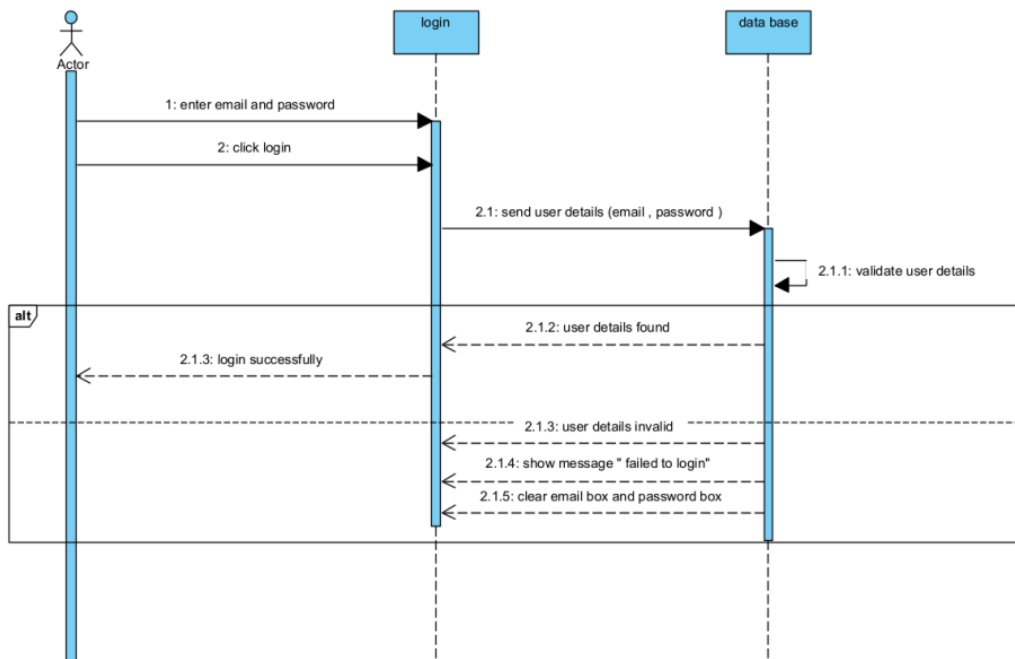 login
data base
Actor
1: enter email and password
2: click login
2.1: send user details (email , password )
2.1.1: validate user details
alt
2.1.2: user details found
2.1.3: login successfully
2.1.3: user details invalid
2.1.4: show message " failed to login"
2.1.5: clear email box and password box